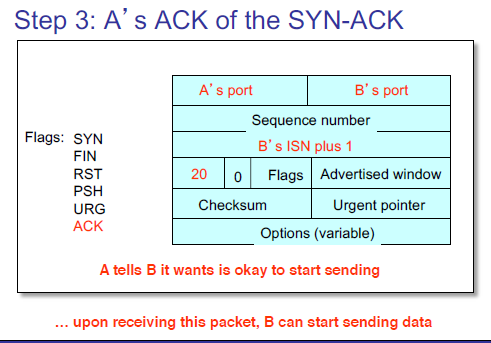 Step 3: A’s ACK of the SYN-ACK
A’s port B’s port
Sequence number
B’s ISN plus 1
20 0 Flags Advertised window
Checksum Urgent pointer
Options (variable)
Flags: SYN
FIN
RST
PSH
URG
ACK
A tells B it wants is okay to start sending
... upon receiving this packet, B can start sending data